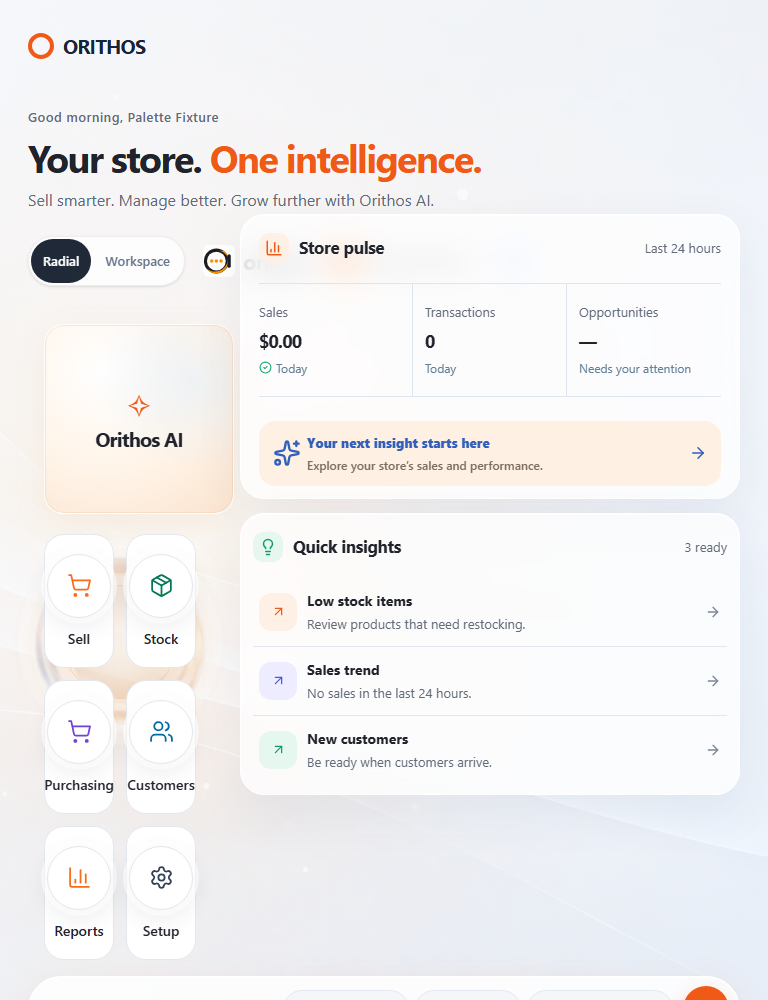 ORITHOS
Good morning, Palette Fixture
Your store. One intelligence.
Sell smarter. Manage better. Grow further with Orithos AI.
Radial
Workspace
Store pulse
Last 24 hours
Sales
$0.00
Today
Transactions
0
Today
Opportunities
—
Needs your attention
Your next insight starts here
Explore your store's sales and performance.
Orithos AI
Sell
Stock
Purchasing
Customers
Reports
Setup
Quick insights
3 ready
Low stock items
Review products that need restocking.
Sales trend
No sales in the last 24 hours.
New customers
Be ready when customers arrive.